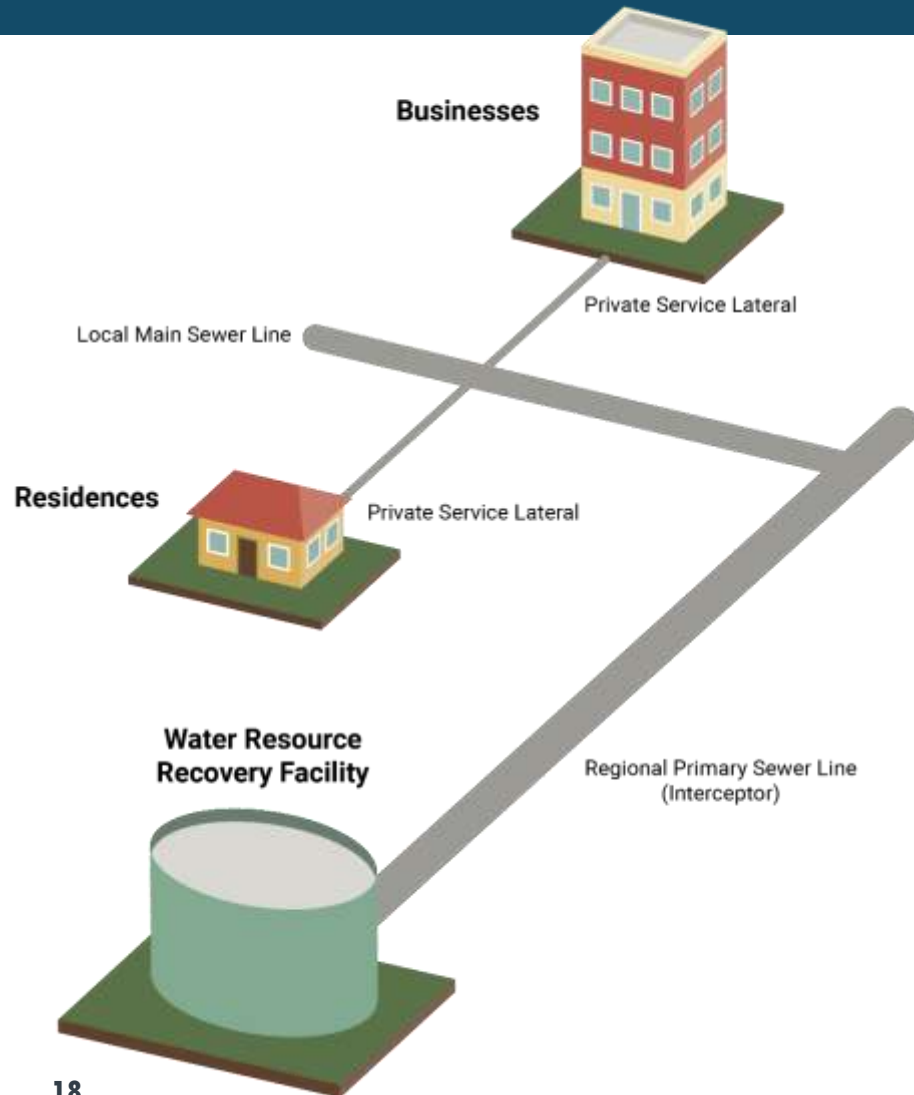 Businesses
Private Service Lateral
Local Main Sewer Line
Residences
Private Service Lateral
Water Resource
Recovery Facility
Regional Primary Sewer Line
(Interceptor)
18